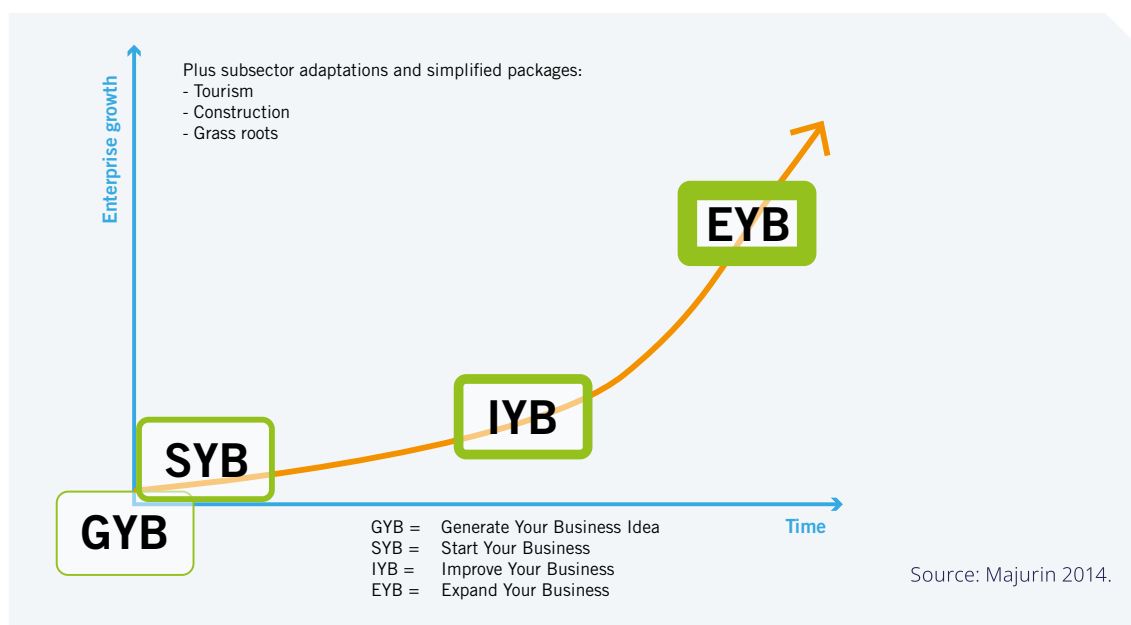 Enterprise growth
Plus subsector adaptations and simplified packages:
- Tourism
- Construction
- Grass roots
EYB
IYB
SYB
GYB
Time
GYB = Generate Your Business Idea
SYB = Start Your Business
IYB = Improve Your Business
EYB = Expand Your Business
Source: Majurin 2014.